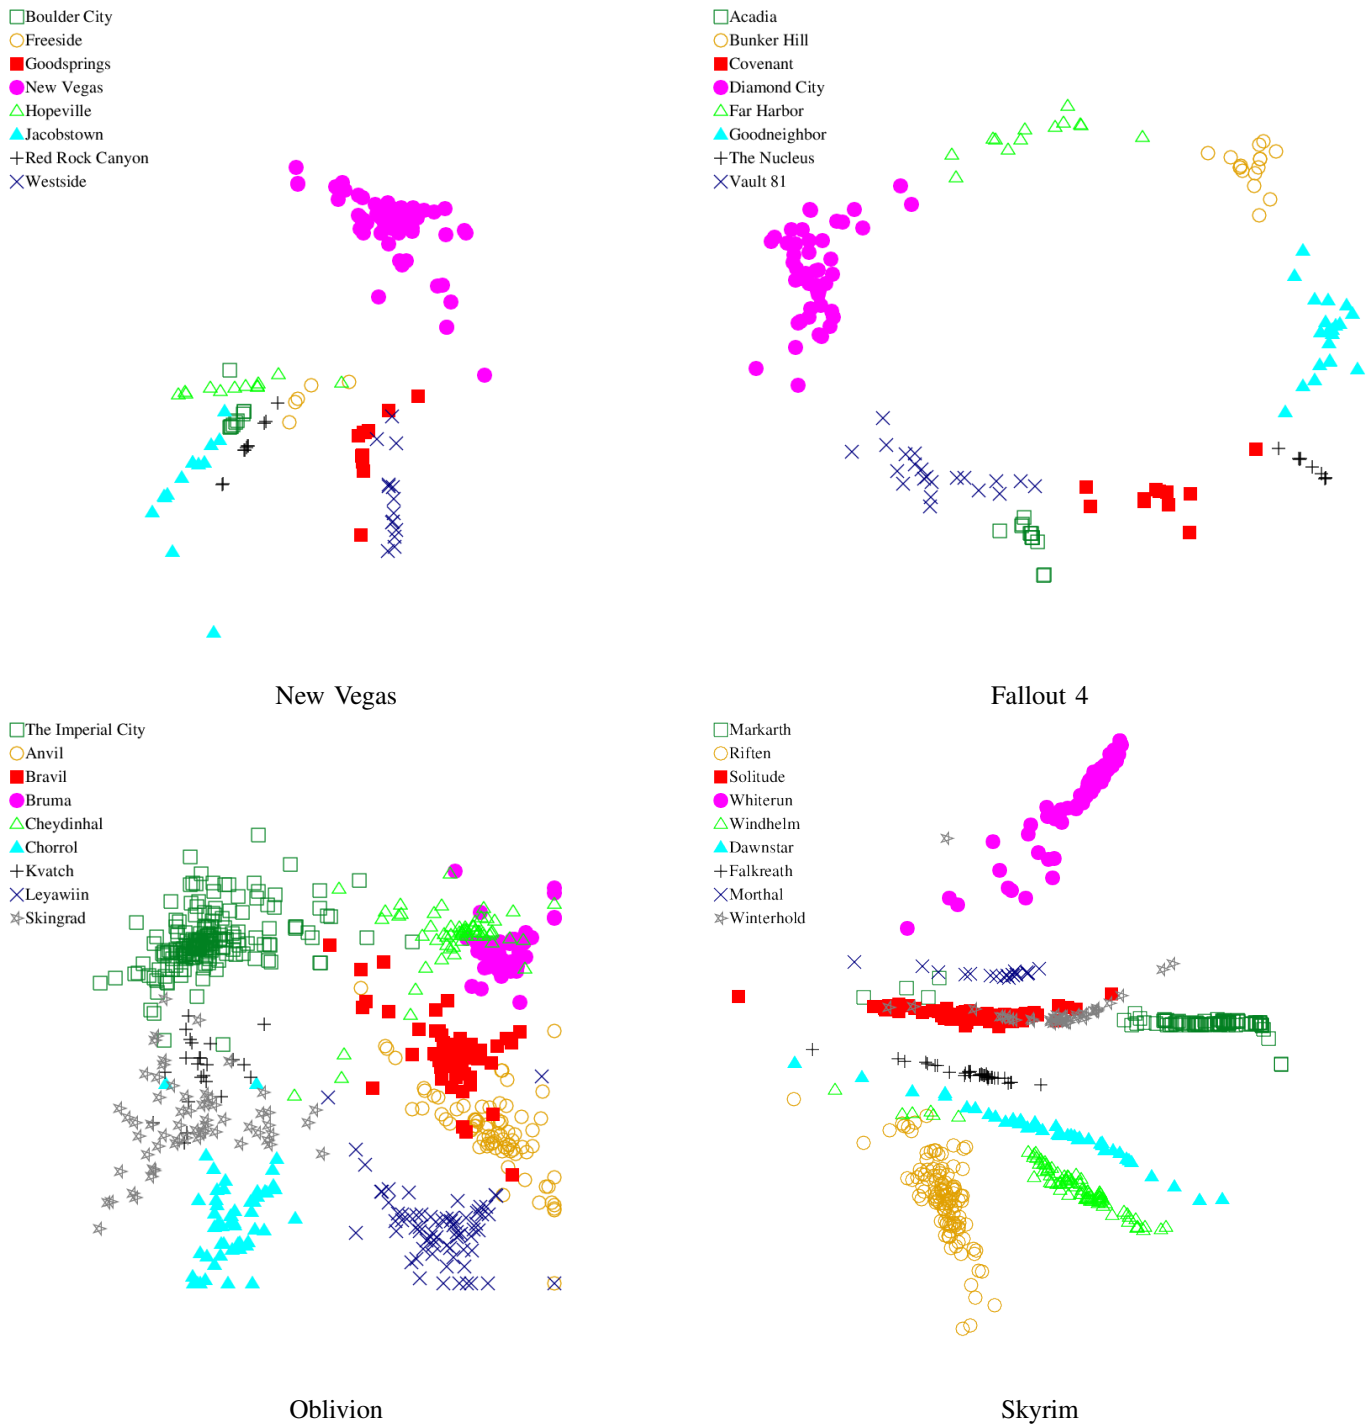 Boulder City
Freeside
Goodsprings
New Vegas
Hopeville
Jacobstown
Red Rock Canyon
Westside
New Vegas
Acadia
Bunker Hill
Covenant
Diamond City
Far Harbor
Goodneighbor
The Nucleus
Vault 81
Fallout 4
The Imperial City
Anvil
Bravil
Bruma
Cheydinhal
Chorrol
Kvatch
Leyawiin
Skingrad
Oblivion
Markarth
Riften
Solitude
Whiterun
Windhelm
Dawnstar
Falkreath
Morthal
Winterhold
Skyrim